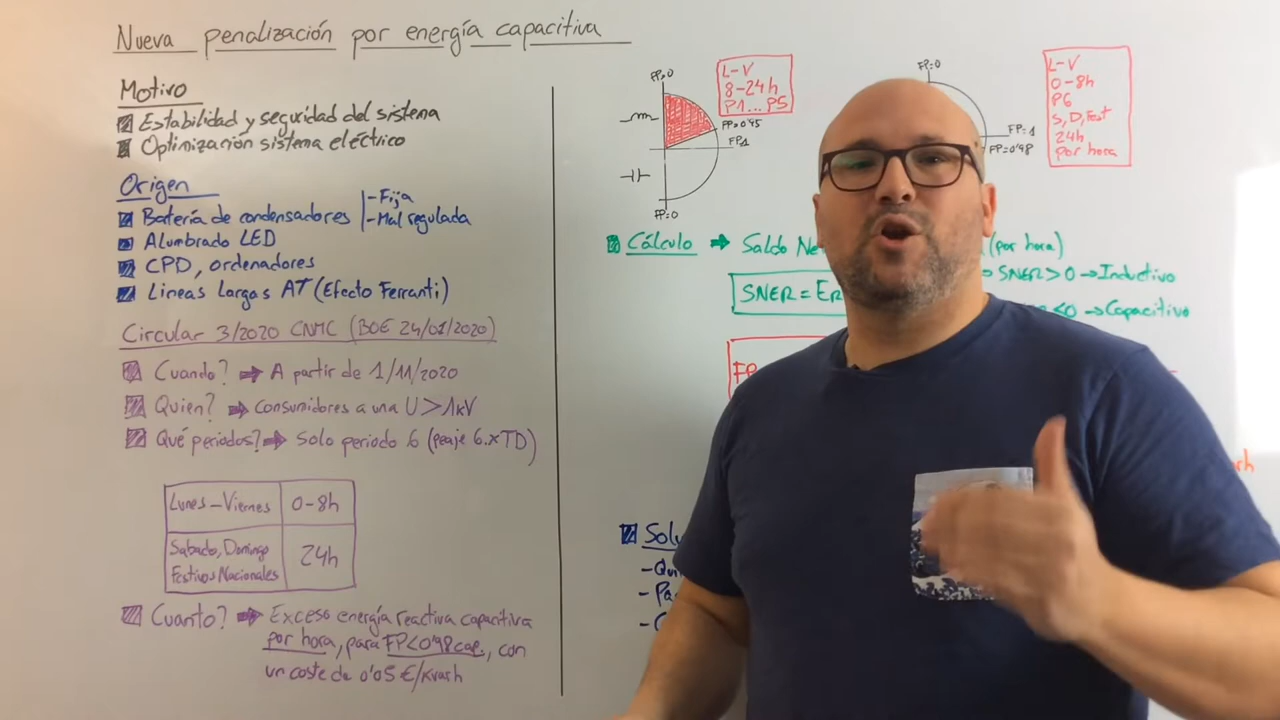 Nueva penalización por energía capacitiva
Motivo
Estabilidad y seguridad del sistema
Optimización sistema eléctrico
Origen
Batería de condensadores
-Fija
-Mal regulada
Alumbrado LED
CPD, ordenadores
Lineas Largas AT (Efecto Ferranti)
Circular 3/2020 CNMC (BOE 24/01/2020)
Cuando? ➡ A partir de 1/11/2020
Quien? ➡ Consumidores a una U>1kV
Qué periodos? ➡ Solo periodo 6 (peaje 6.xTD)
Lunes-Viernes 0-8h
Sabado, Domingo
Festivos Nacionales
24h
Cuanto? ➡ Exceso energía reactiva capacitiva
por hora, para FP<0'98 cap., con
un coste de 0'05 €/kvarh
FP=0
L-V
8-24h
P1...P5
FP=0'95
FP1
FP=0
FP=0
L-V
0-8h
P6
S, D, Fest
24h
por hora
FP=1
FP=0'98
Cálculo ➡ Saldo (por hora)
SNER>0 → Inductivo
SNER=
<0 → Capacitivo
FP